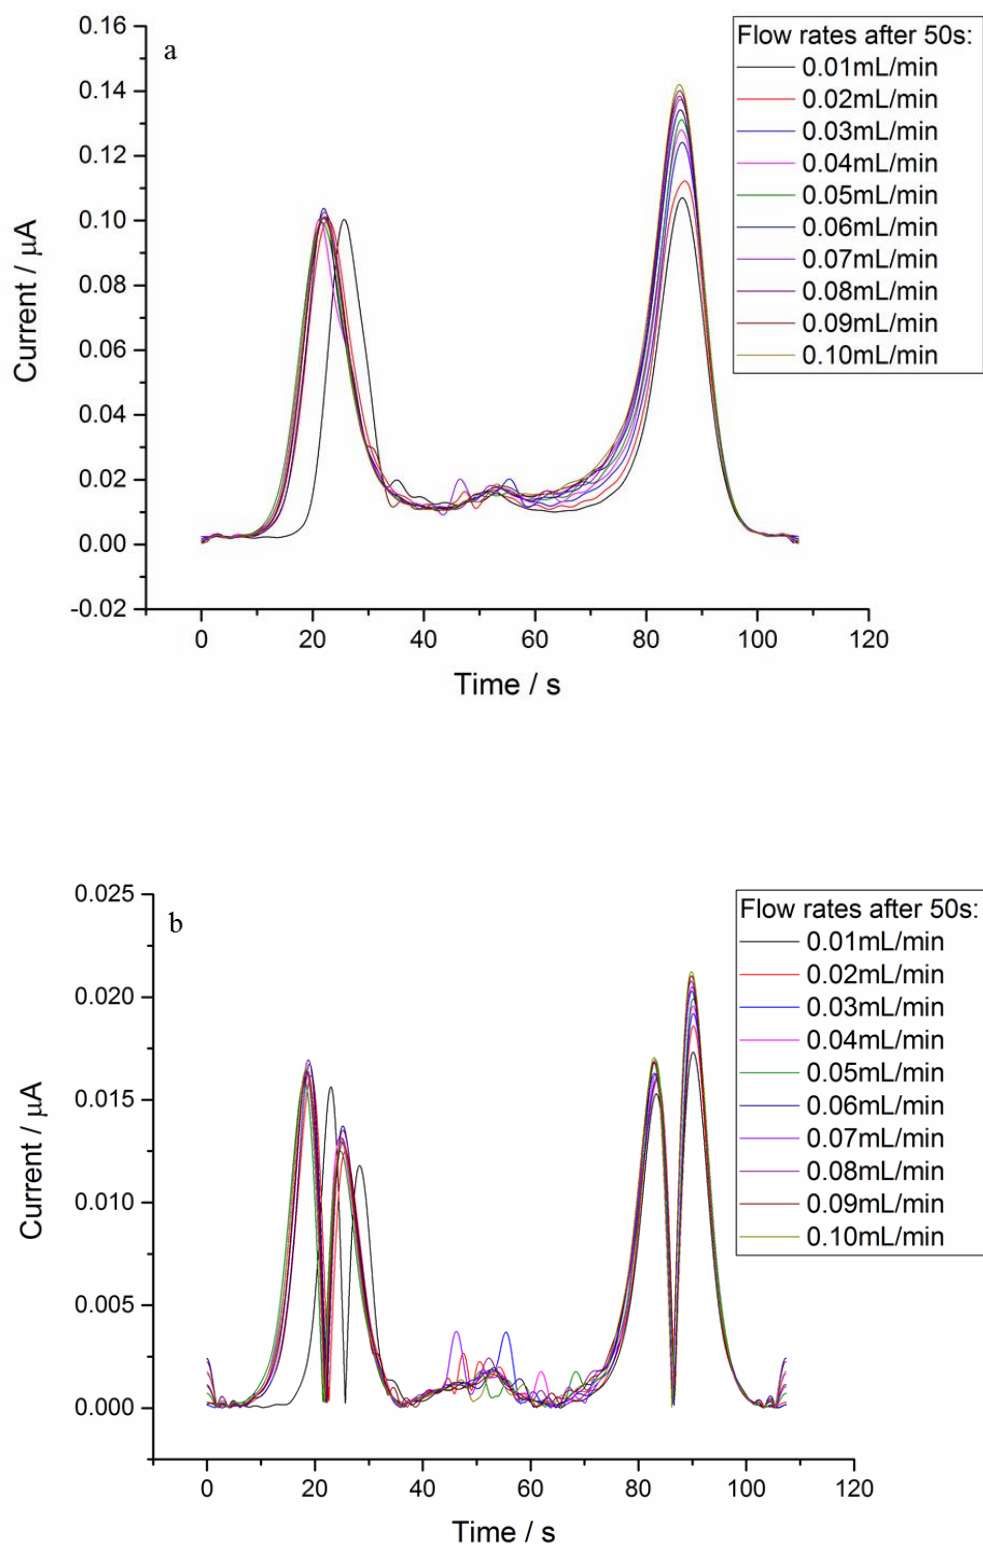 a
0.16
0.14
0.12
0.10
0.08
0.06
0.04
0.02
0.00
-0.02
Current / μA
0
20
40
60
80
100
120
Time / s
Flow rates after 50s:
0.01mL/min
0.02mL/min
0.03mL/min
0.04mL/min
0.05mL/min
0.06mL/min
0.07mL/min
0.08mL/min
0.09mL/min
0.10mL/min
b
0.025
0.020
0.015
0.010
0.005
0.000
Current / μA
0
20
40
60
80
100
120
Time / s
Flow rates after 50s:
0.01mL/min
0.02mL/min
0.03mL/min
0.04mL/min
0.05mL/min
0.06mL/min
0.07mL/min
0.08mL/min
0.09mL/min
0.10mL/min